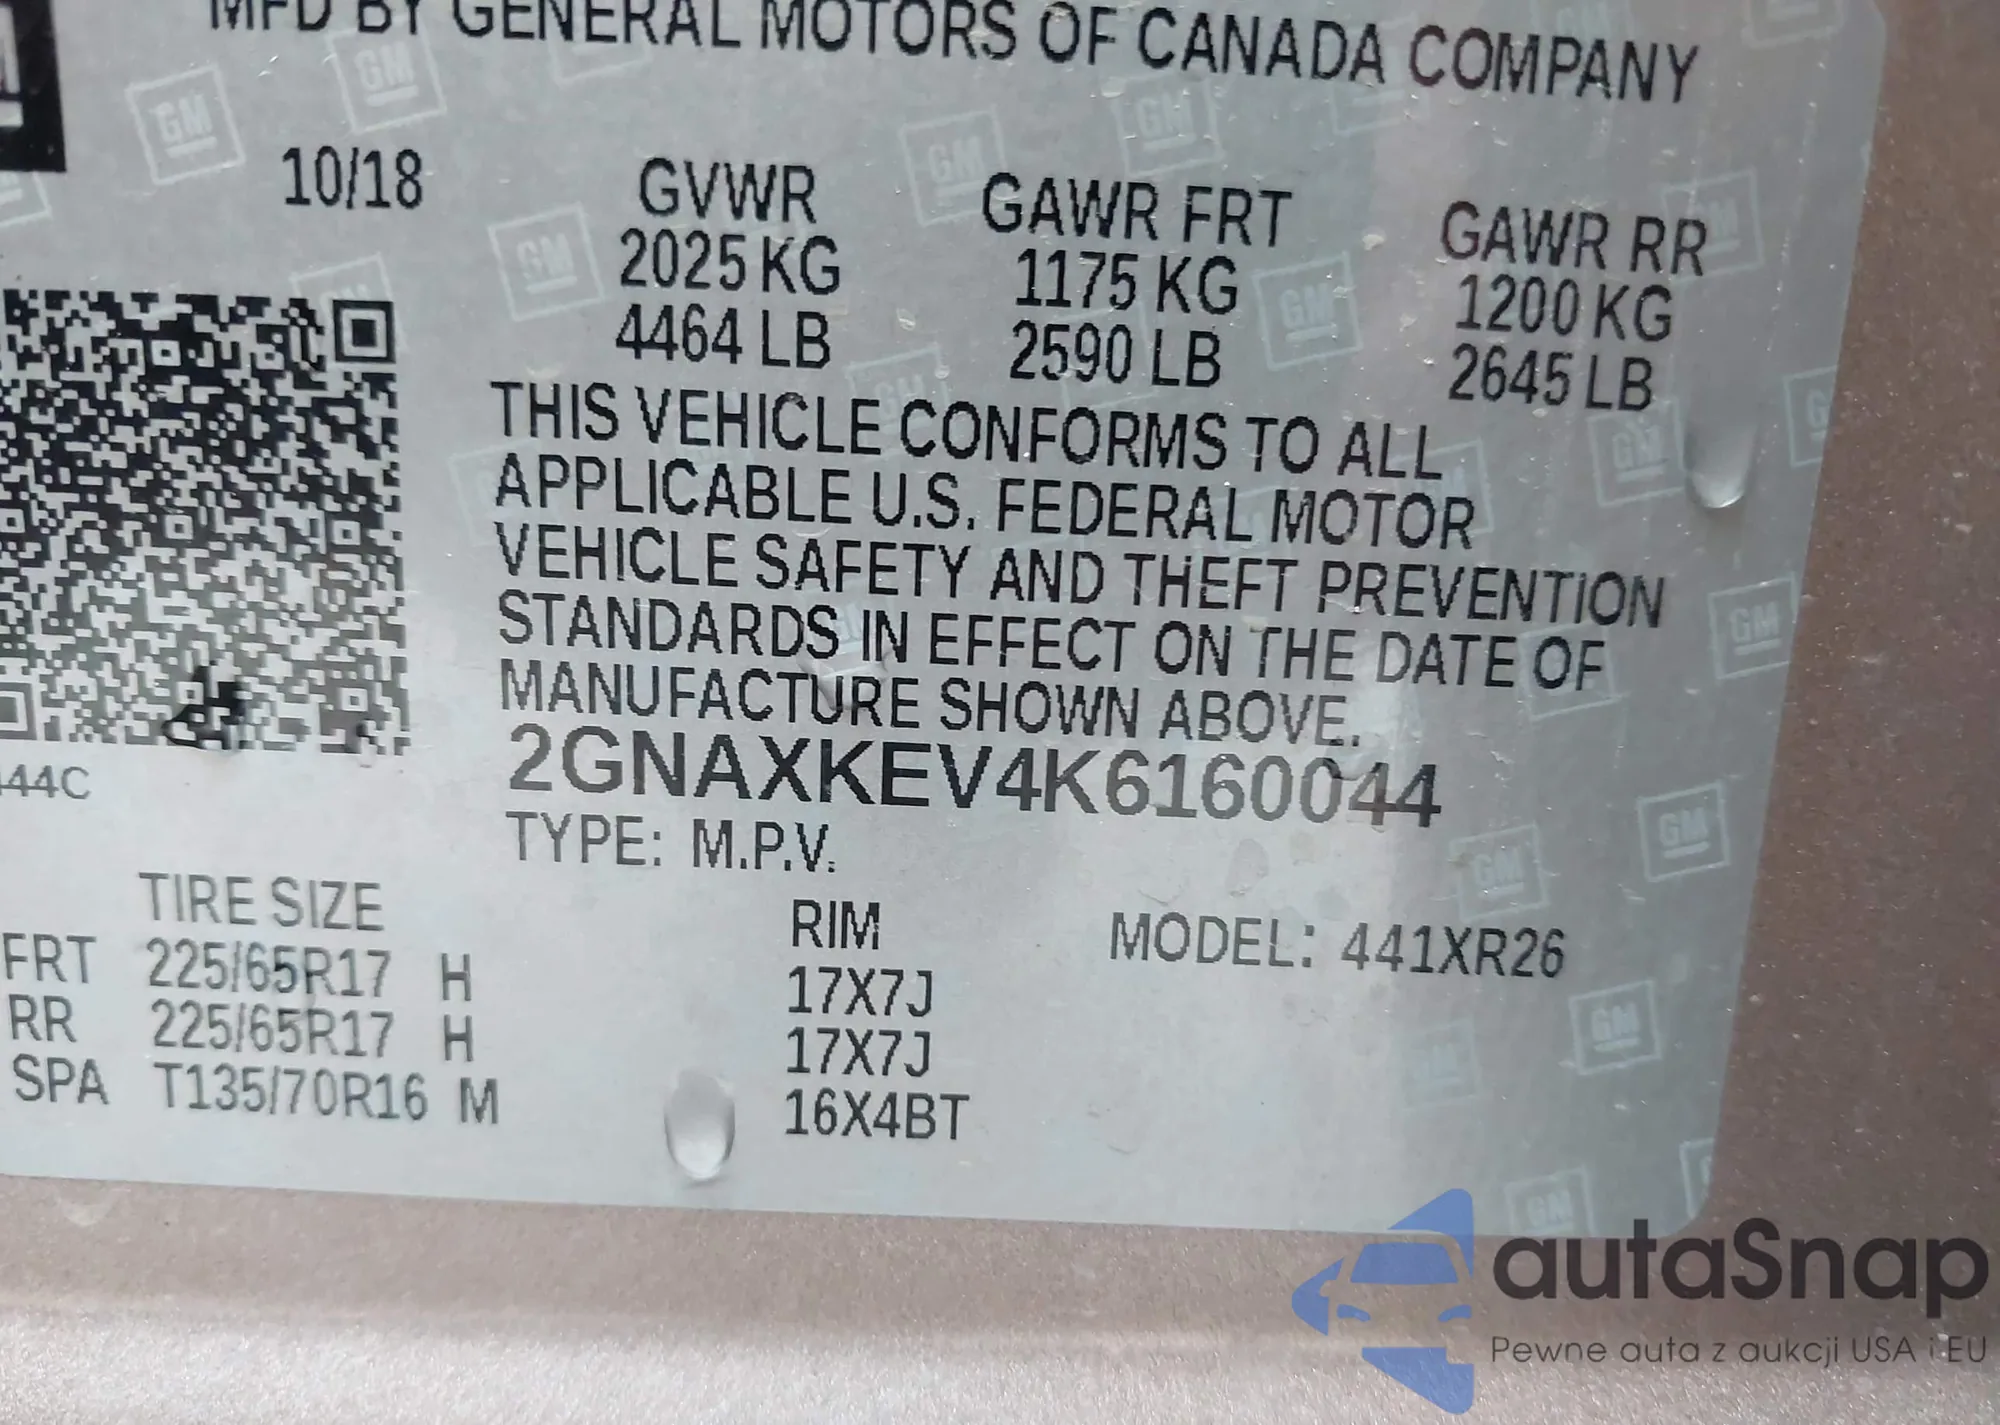 MFD BY GENERAL MOTORS OF CANADA COMPANY
10/18 GVWR GAWR FRT GAWR RR
2025 KG 1175 KG 1200 KG
4464 LB 2590 LB 2645 LB
THIS VEHICLE CONFORMS TO ALL
APPLICABLE U.S. FEDERAL MOTOR
VEHICLE SAFETY AND THEFT PREVENTION
STANDARDS IN EFFECT ON THE DATE OF
MANUFACTURE SHOWN ABOVE.
2GNAXKEV4K6160044
44C
TYPE: M.P.V.
TIRE SIZE RIM MODEL: 441XR26
FRT 225/65R17 H 17X7J
RR 225/65R17 H 17X7J
SPA T135/70R16 M 16X4BT
autaSnap
Pewne auta z aukcji USA i EU